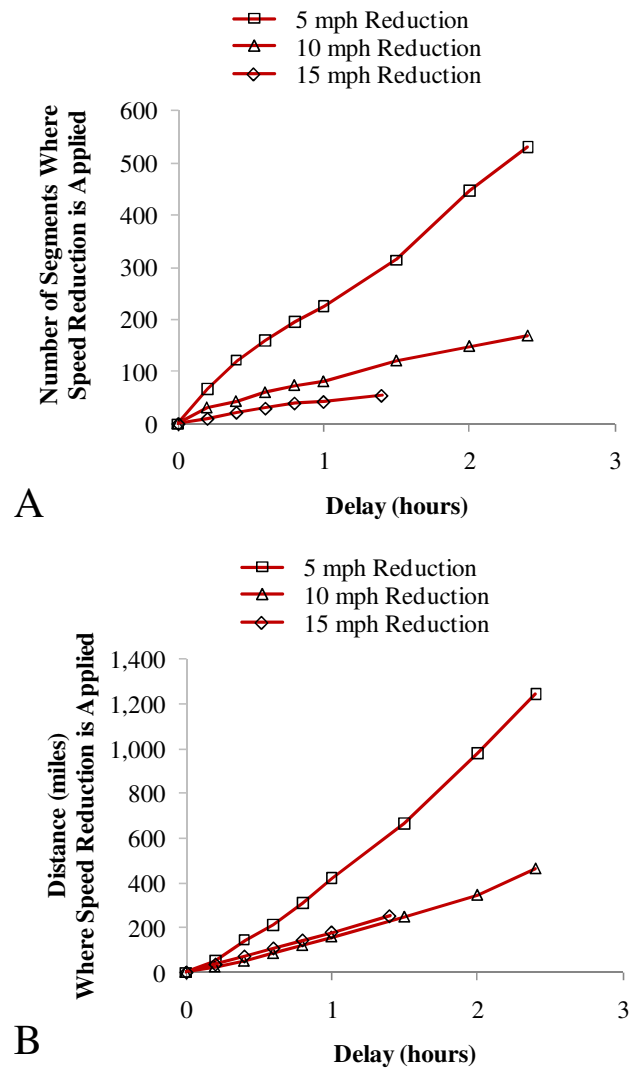 5 mph Reduction
10 mph Reduction
15 mph Reduction
Number of Segments Where
Speed Reduction is Applied
600
500
400
300
200
100
0
0 1 2 3
Delay (hours)
A
5 mph Reduction
10 mph Reduction
15 mph Reduction
Distance (miles)
Where Speed Reduction is Applied
1,400
1,200
1,000
800
600
400
200
0
0 1 2 3
Delay (hours)
B